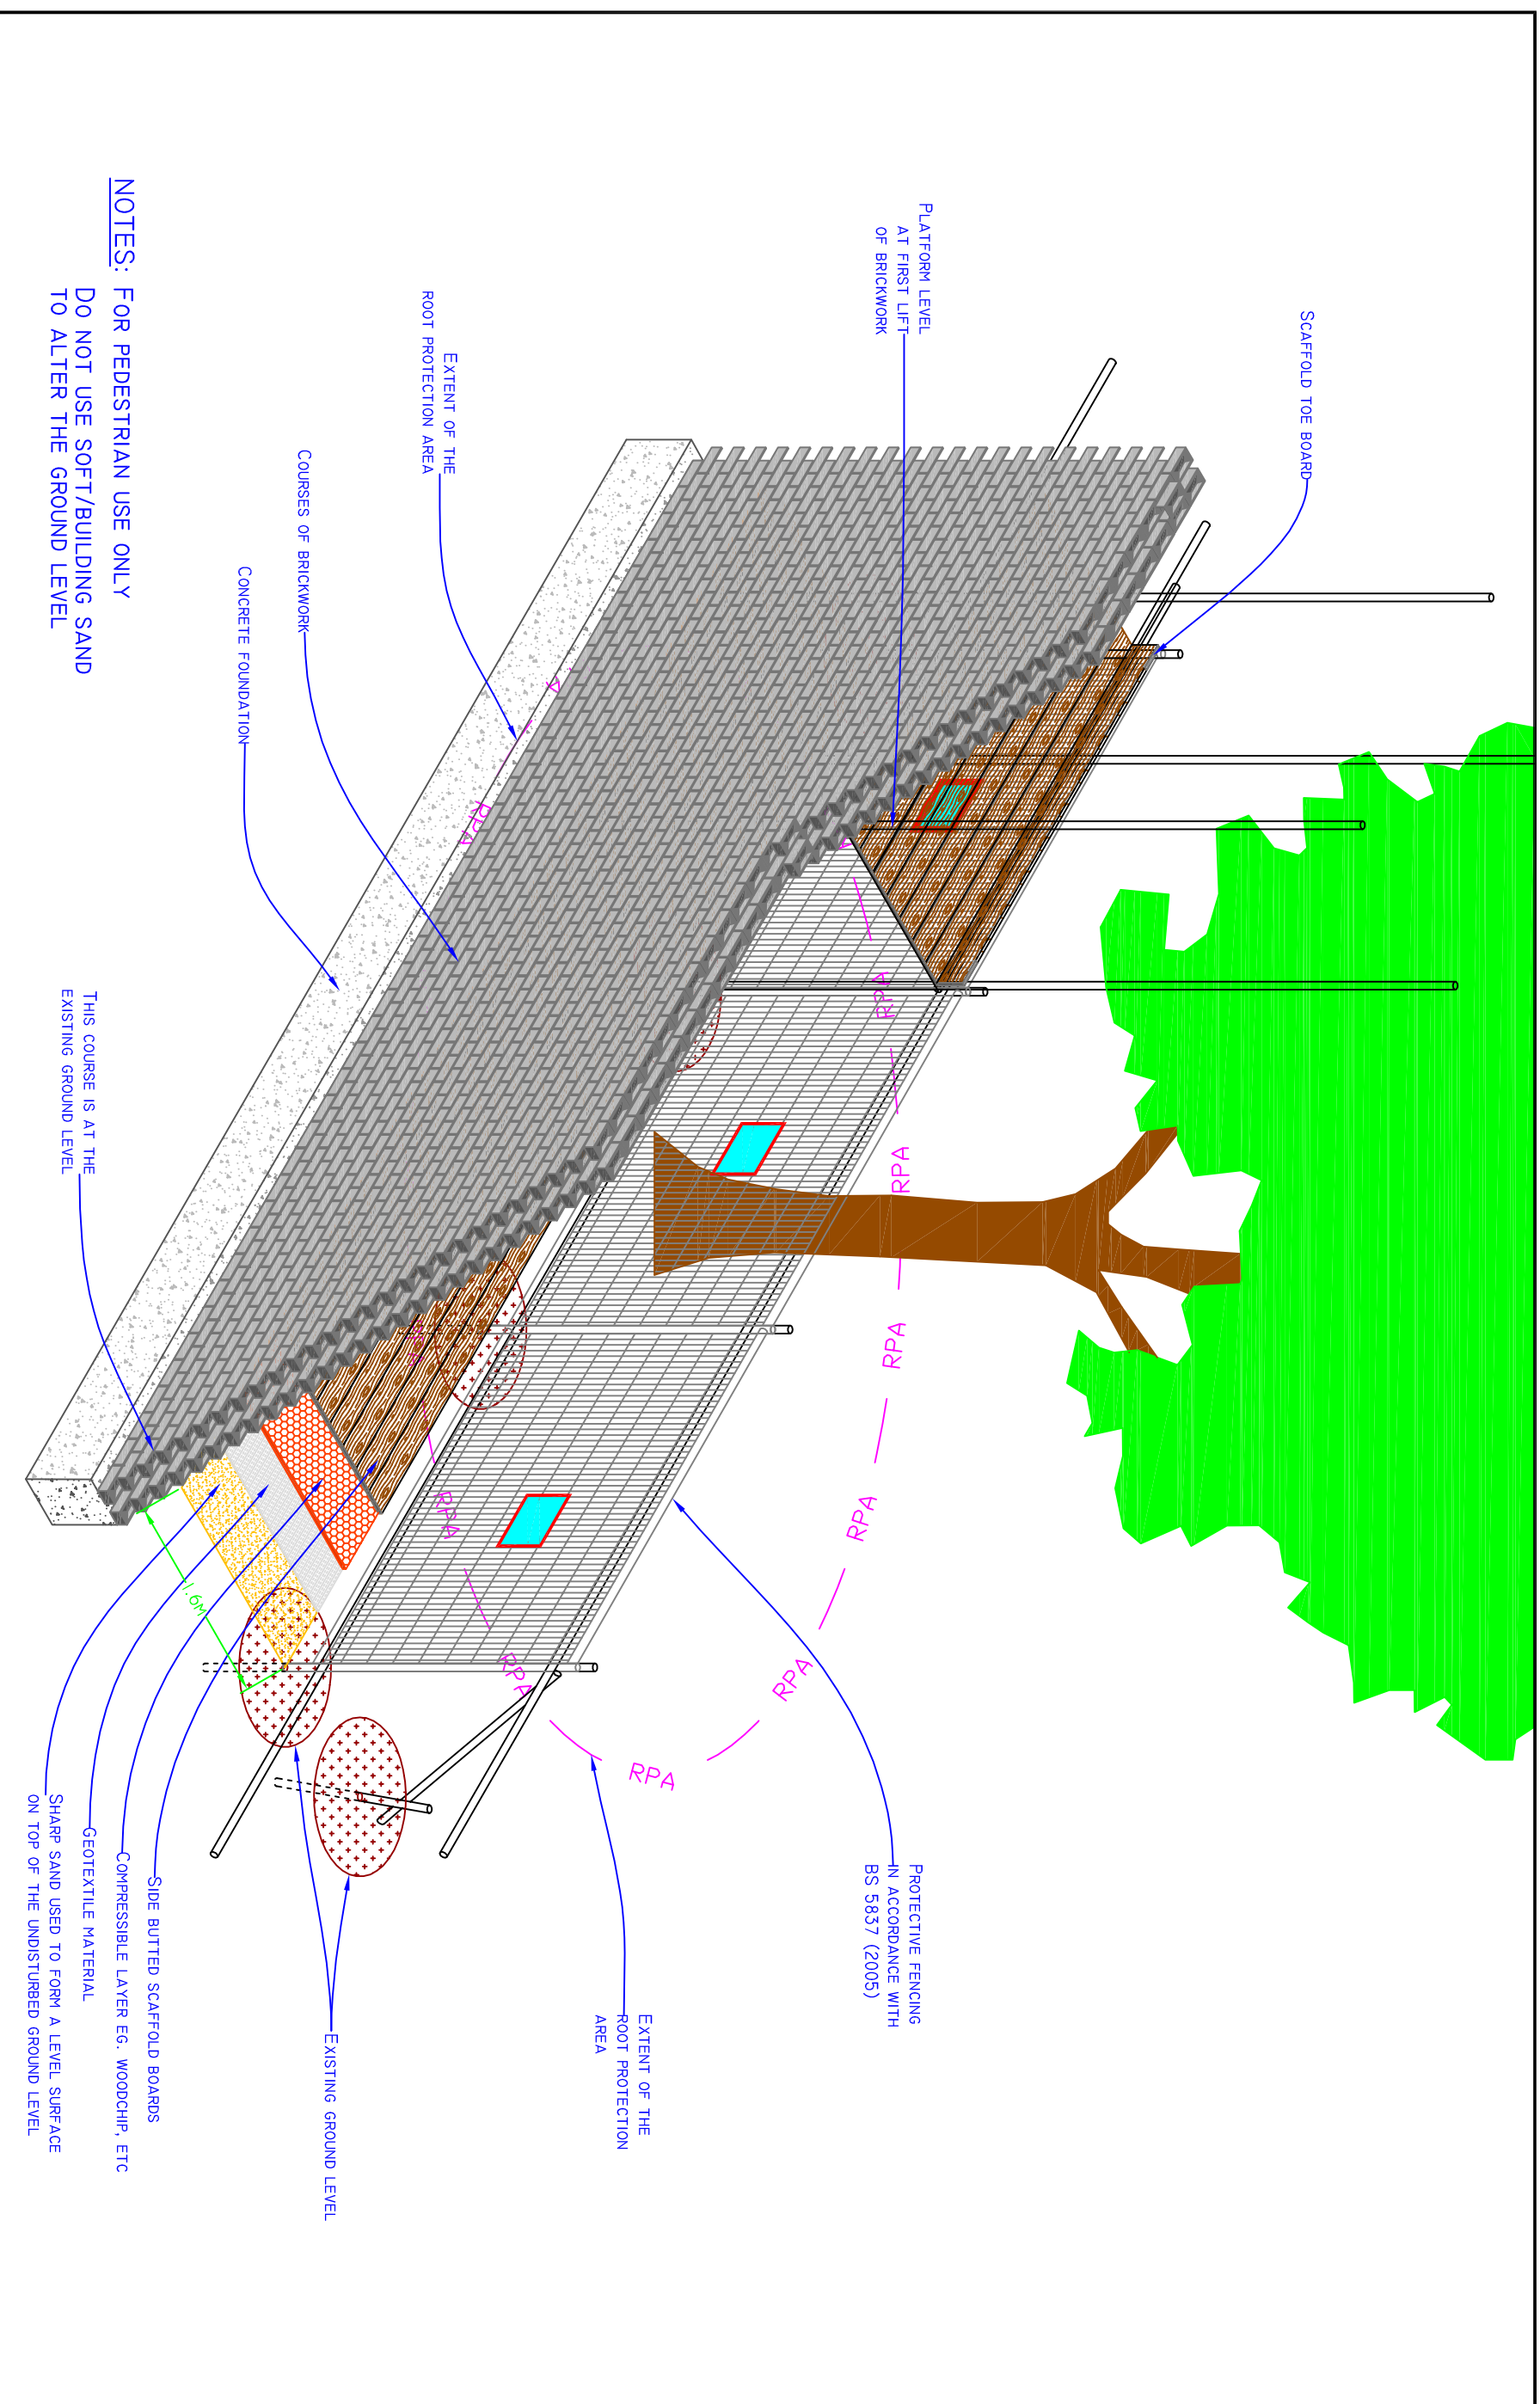 SCAFFOLD TOE BOARD
PLATFORM LEVEL
AT FIRST LIFT
OF BRICKWORK
EXTENT OF THE
ROOT PROTECTION AREA
COURSES OF BRICKWORK
CONCRETE FOUNDATION
THIS COURSE IS AT THE
EXISTING GROUND LEVEL
NOTES: FOR PEDESTRIAN USE ONLY
DO NOT USE SOFT/BUILDING SAND
TO ALTER THE GROUND LEVEL
PROTECTIVE FENCING
IN ACCORDANCE WITH
BS 5837 (2005)
EXTENT OF THE
ROOT PROTECTION
AREA
EXISTING GROUND LEVEL
SIDE BUTTED SCAFFOLD BOARDS
COMPRESSIBLE LAYER EG. WOODCHIP, ETC
GEOTEXTILE MATERIAL
SHARP SAND USED TO FORM A LEVEL SURFACE
ON TOP OF THE UNDISTURBED GROUND LEVEL
RPA
RPA
RPA
RPA
RPA
RPA
RPA
RPA
RPA